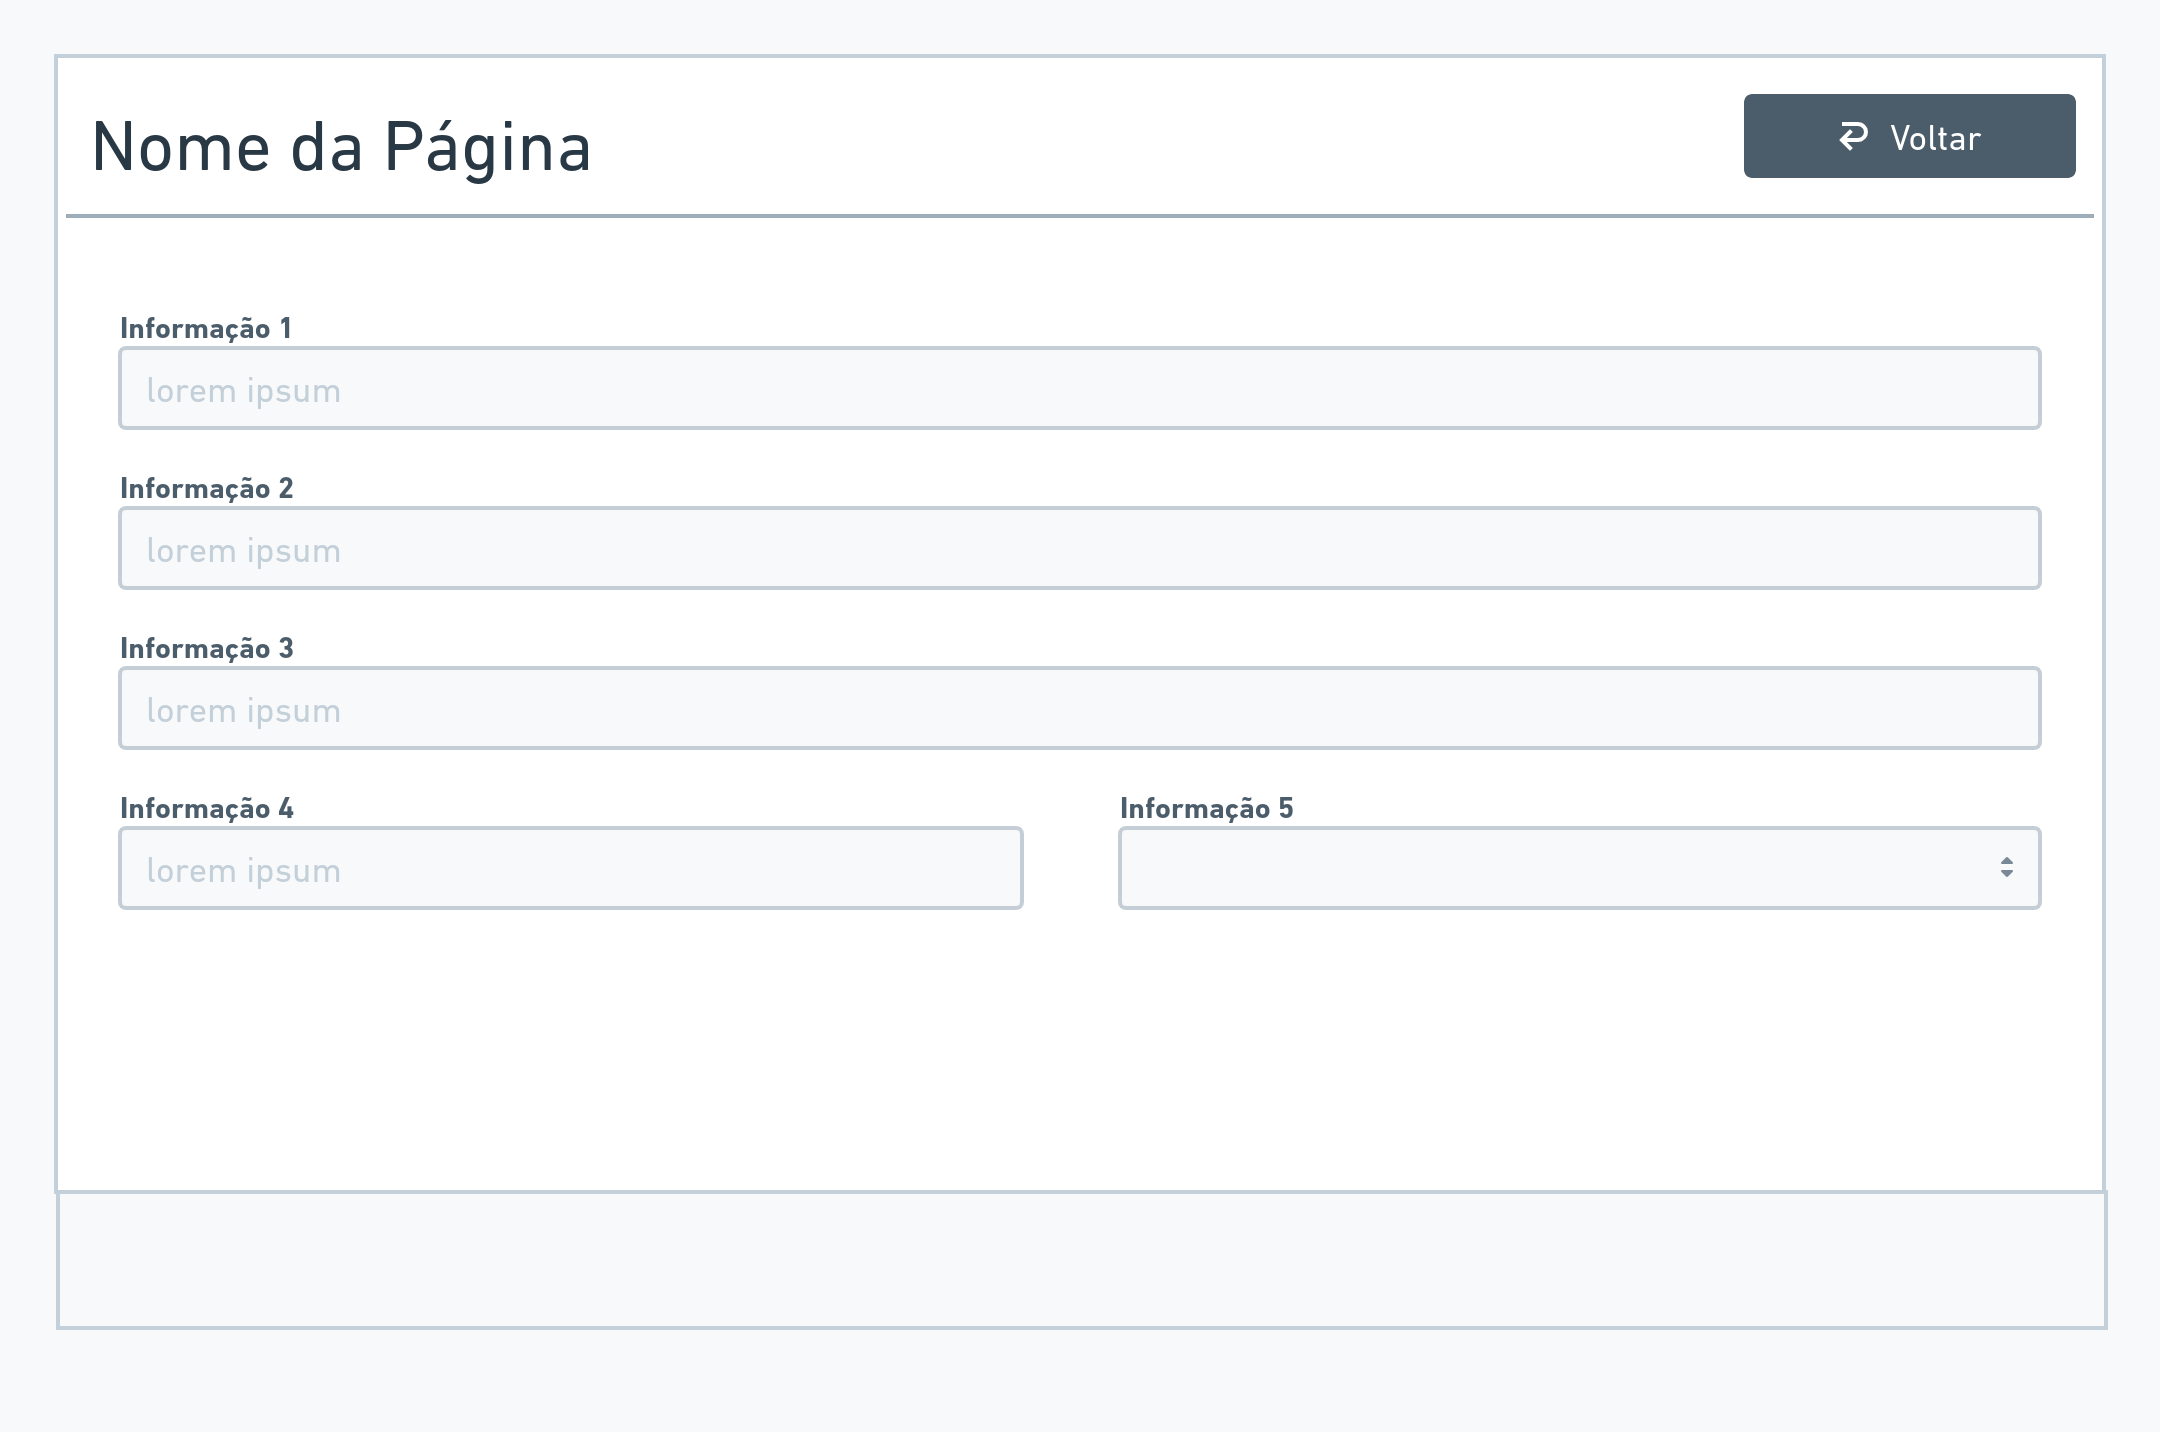 Nome da Página
Voltar
Informação 1
lorem ipsum
Informação 2
lorem ipsum
Informação 3
lorem ipsum
Informação 4
lorem ipsum
Informação 5